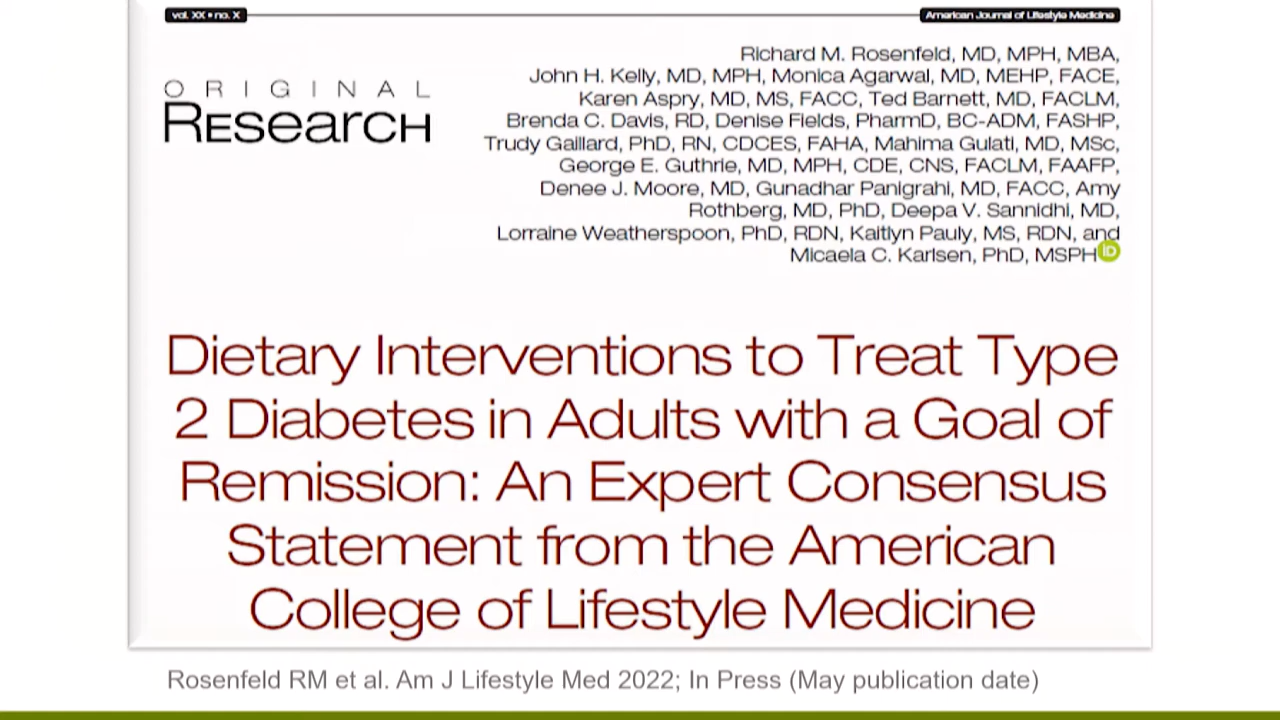 vol. XX • no. X
American Journal of Lifestyle Medicine
ORIGINAL
Research
Richard M. Rosenfeld, MD, MPH, MBA,
John H. Kelly, MD, MPH, Monica Agarwal, MD, MEHP, FACE,
Karen Aspry, MD, MS, FACC, Ted Barnett, MD, FACLM,
Brenda C. Davis, RD, Denise Fields, PharmD, BC-ADM, FASHP,
Trudy Gaillard, PhD, RN, CDCES, FAHA, Mahima Gulati, MD, MSc,
George E. Guthrie, MD, MPH, CDE, CNS, FACLM, FAAFP,
Denee J. Moore, MD, Gunadhar Panigrahi, MD, FACC, Amy
Rothberg, MD, PhD, Deepa V. Sannidhi, MD,
Lorraine Weatherspoon, PhD, RDN, Kaitlyn Pauly, MS, RDN, and
Micaela C. Karlsen, PhD, MSPH iD
Dietary Interventions to Treat Type
2 Diabetes in Adults with a Goal of
Remission: An Expert Consensus
Statement from the American
College of Lifestyle Medicine
Rosenfeld RM et al. Am J Lifestyle Med 2022; In Press (May publication date)